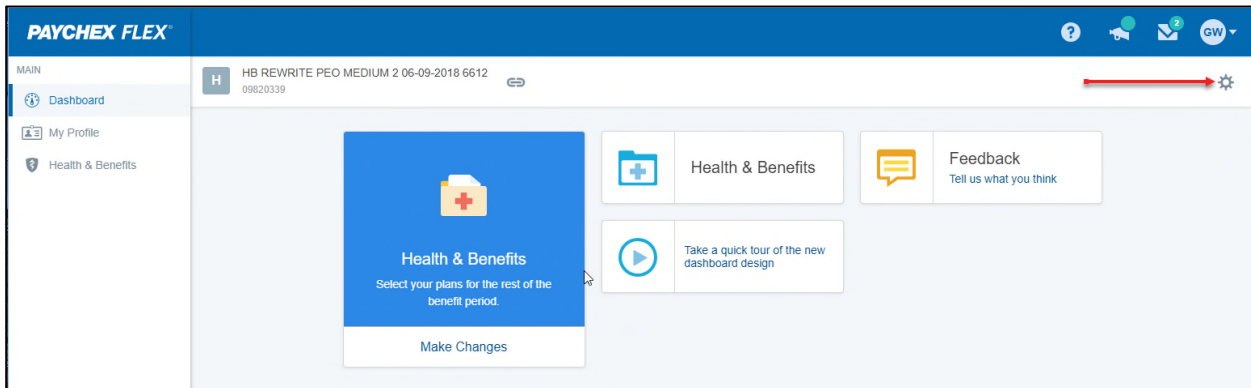 PAYCHEX FLEX®
?
2
GW
MAIN
Dashboard
My Profile
Health & Benefits
H
HB REWRITE PEO MEDIUM 2 06-09-2018 6612
09820339
Health & Benefits
Select your plans for the rest of the
benefit period.
Make Changes
Health & Benefits
Take a quick tour of the new
dashboard design
Feedback
Tell us what you think